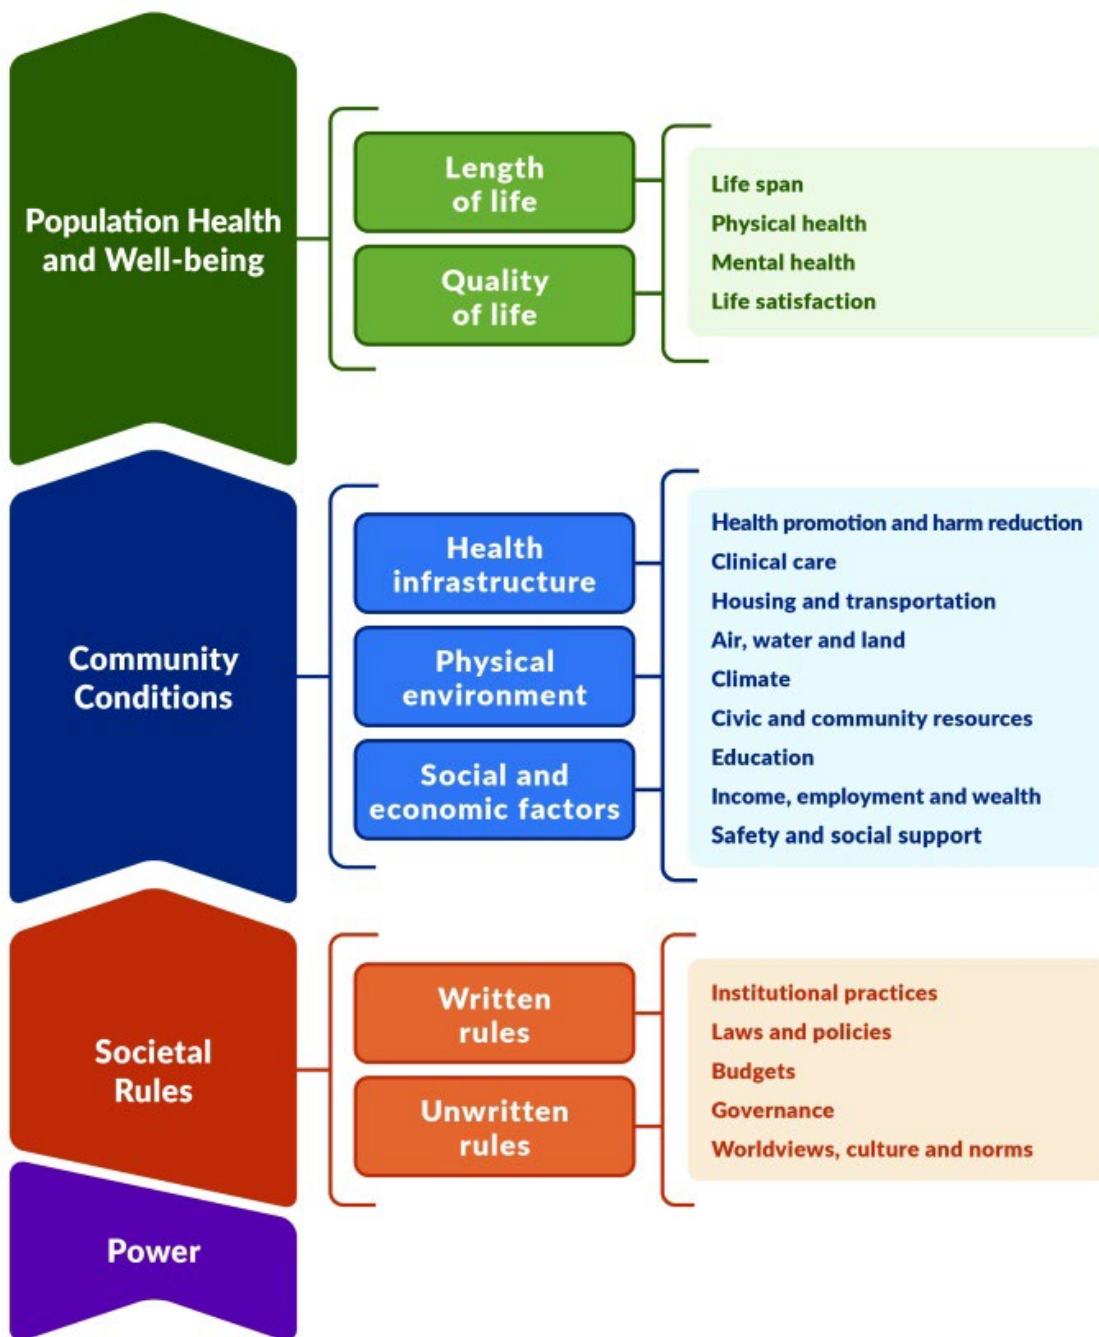 Population Health
and Well-being
Length
of life
Quality
of life
Life span
Physical health
Mental health
Life satisfaction
Community
Conditions
Health
infrastructure
Physical
environment
Social and
economic factors
Health promotion and harm reduction
Clinical care
Housing and transportation
Air, water and land
Climate
Civic and community resources
Education
Income, employment and wealth
Safety and social support
Societal
Rules
Written
rules
Unwritten
rules
Institutional practices
Laws and policies
Budgets
Governance
Worldviews, culture and norms
Power